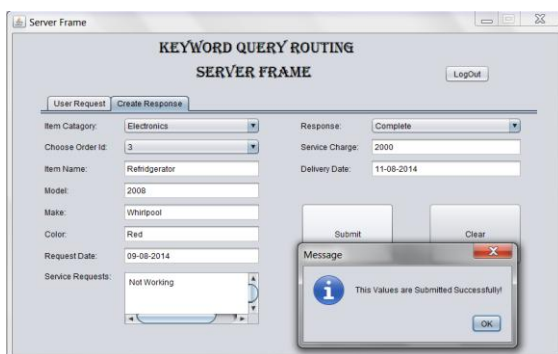 Server Frame
KEYWORD QUERY ROUTING
SERVER FRAME
LogOut
User Request Create Response
Item Catagory: Electronics
Choose Order Id: 3
Item Name: Refridgerator
Model: 2008
Make: Whirlpool
Color: Red
Request Date: 09-08-2014
Service Requests: Not Working
Response: Complete
Service Charge: 2000
Delivery Date: 11-08-2014
Submit Clear
Message
This Values are Submitted Successfully!
OK